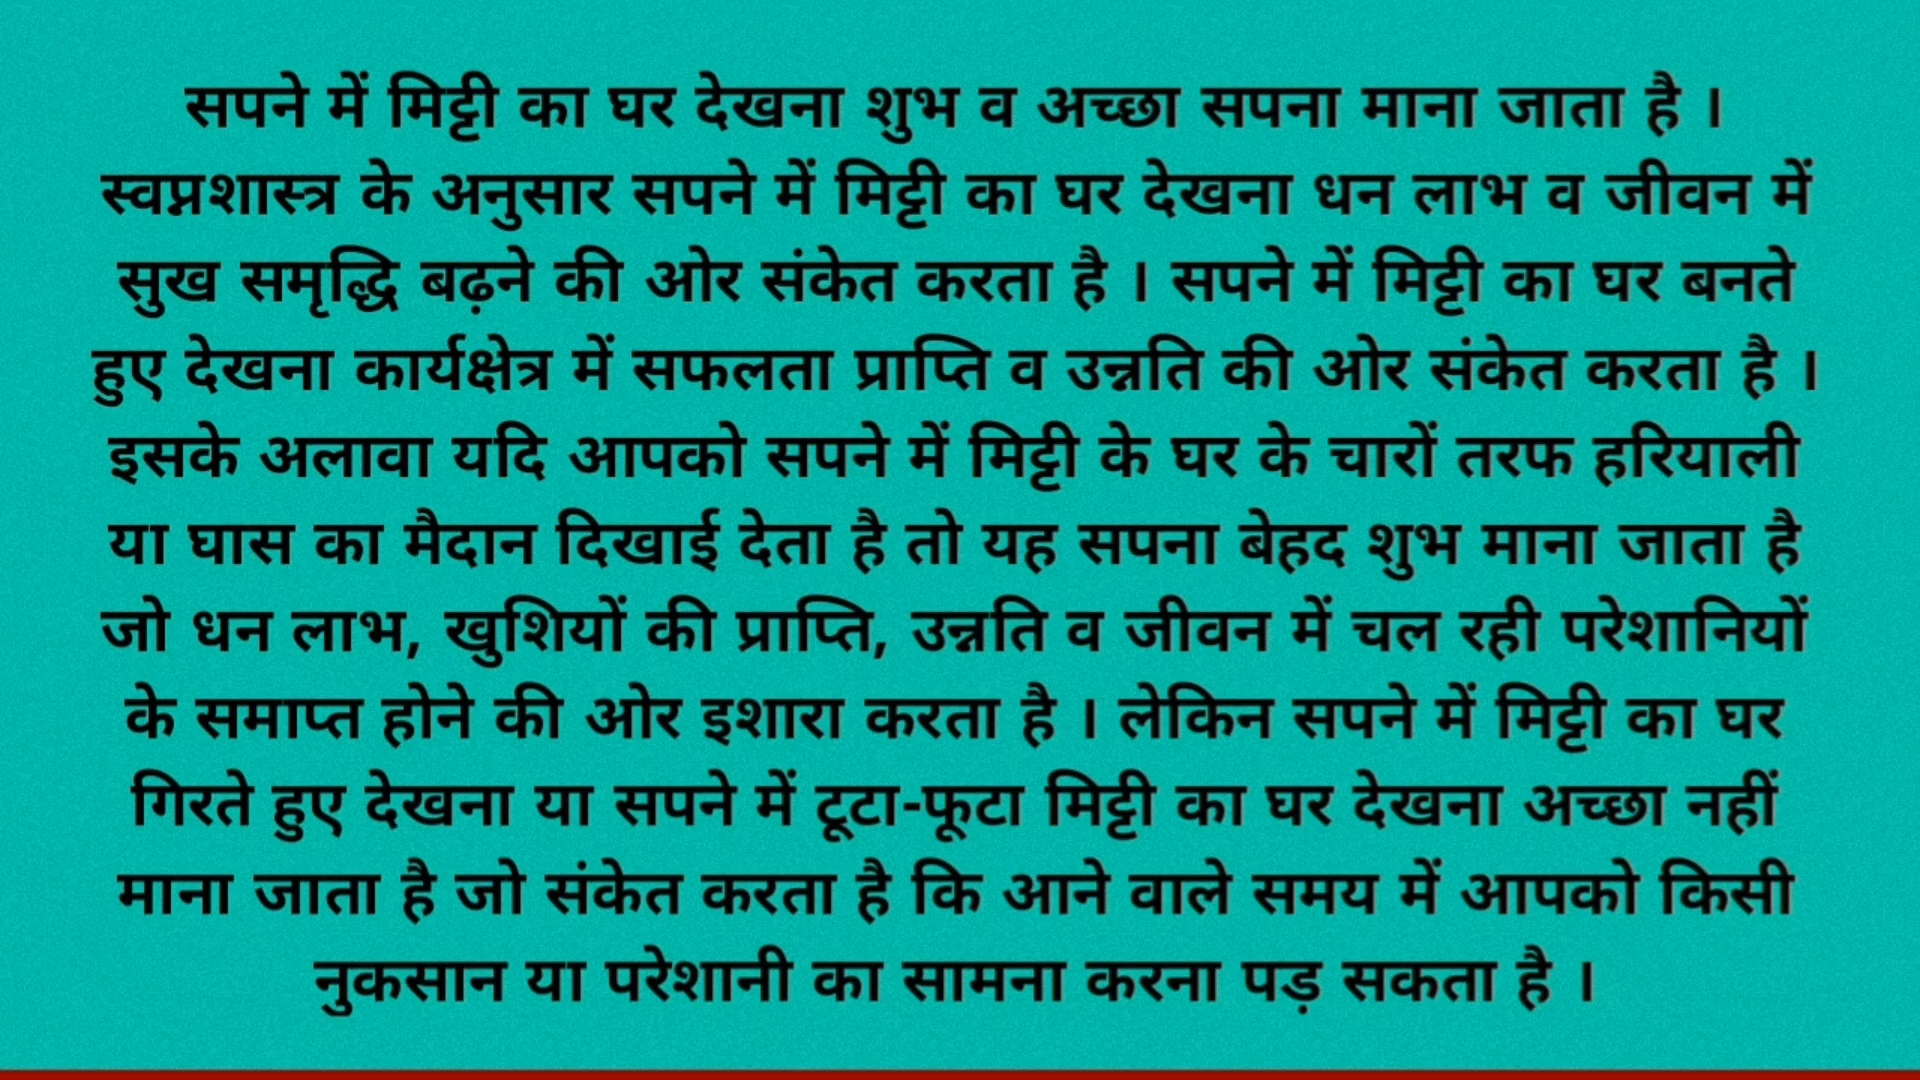 सपने में मिट्टी का घर देखना शुभ व अच्छा सपना माना जाता है ।
स्वप्नशास्त्र के अनुसार सपने में मिट्टी का घर देखना धन लाभ व जीवन में
सुख समृद्धि बढ़ने की ओर संकेत करता है । सपने में मिट्टी का घर बनते
हुए देखना कार्यक्षेत्र में सफलता प्राप्ति व उन्नति की ओर संकेत करता है ।
इसके अलावा यदि आपको सपने में मिट्टी के घर के चारों तरफ हरियाली
या घास का मैदान दिखाई देता है तो यह सपना बेहद शुभ माना जाता है
जो धन लाभ, खुशियों की प्राप्ति, उन्नति व जीवन में चल रही परेशानियों
के समाप्त होने की ओर इशारा करता है । लेकिन सपने में मिट्टी का घर
गिरते हुए देखना या सपने में टूटा-फूटा मिट्टी का घर देखना अच्छा नहीं
माना जाता है जो संकेत करता है कि आने वाले समय में आपको किसी
नुकसान या परेशानी का सामना करना पड़ सकता है ।